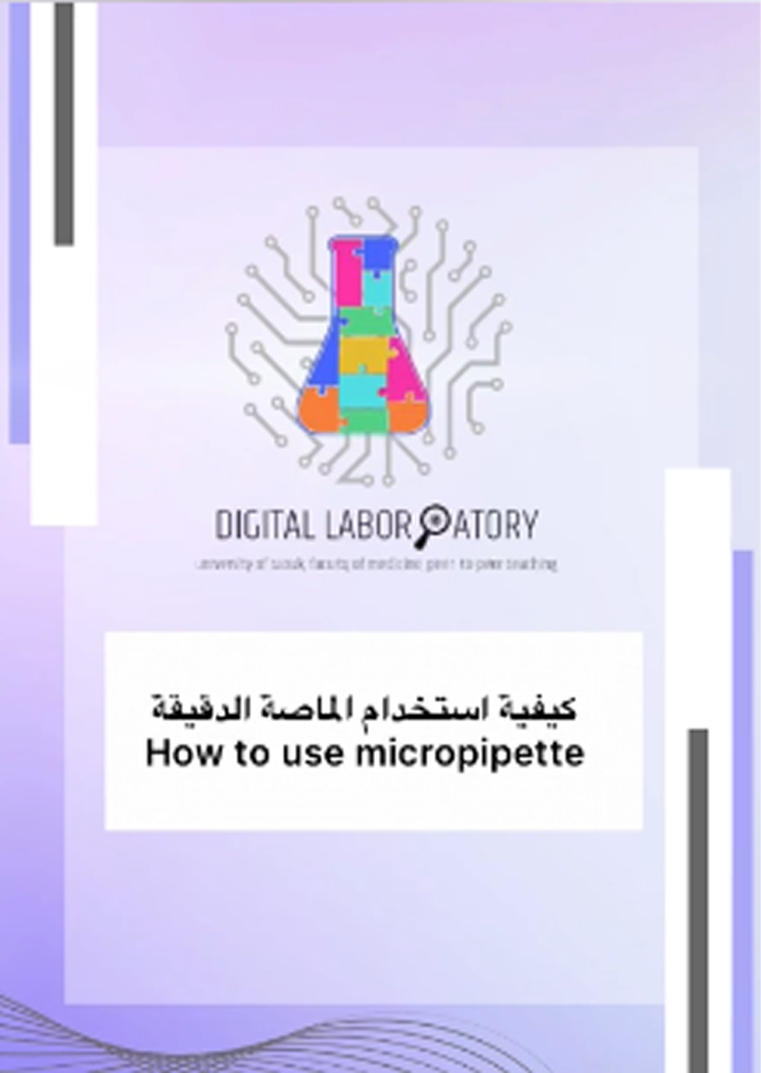 DIGITAL LABORATORY
university of tabuk, faculty of medicine peer to peer teaching
كيفية استخدام الماصة الدقيقة
How to use micropipette